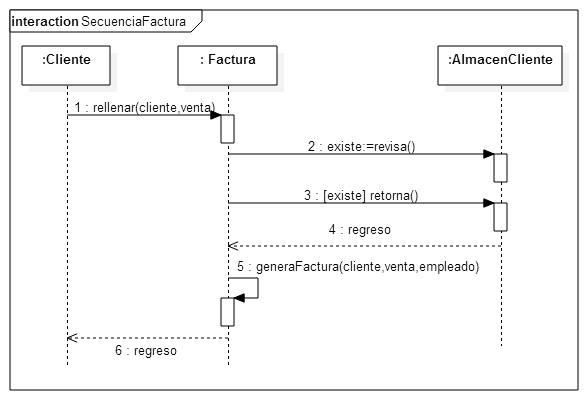 interaction SecuenciaFactura
:Cliente
: Factura
:AlmacenCliente
1 : rellenar(cliente,venta)
2 : existe:=revisa()
3 : [existe] retorna()
4 : regreso
5 : generaFactura(cliente,venta,empleado)
6 : regreso